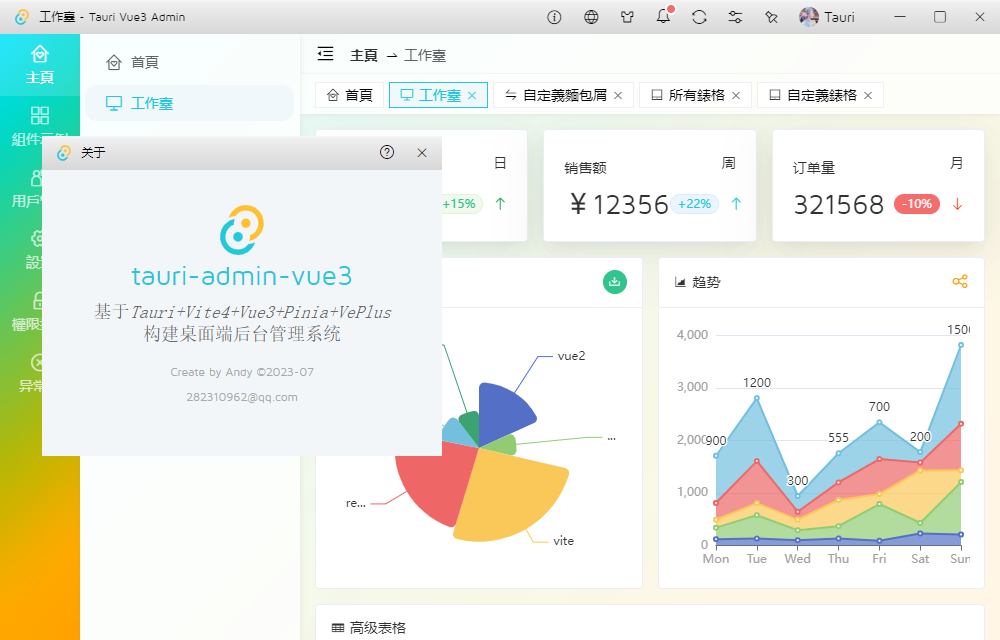 工作臺 - Tauri Vue3 Admin
Tauri
主頁
首頁
工作臺
主頁 → 工作臺
首頁
工作臺
自定義麵包屑
所有錶格
自定義錶格
組件示例
用戶
設
權限
異常
关于
tauri-admin-vue3
基于Tauri+Vite4+Vue3+Pinia+VePlus
构建桌面端后台管理系统
Create by Andy ©2023-07
282310962@qq.com
日
+15%
销售额
周
¥12356
+22%
订单量
月
321568
-10%
vue2
...
re...
vite
趋势
4,000
3,000
2,000
1,000
0
900
1200
300
555
700
200
1500
Mon
Tue
Wed
Thu
Fri
Sat
Sun
高级表格